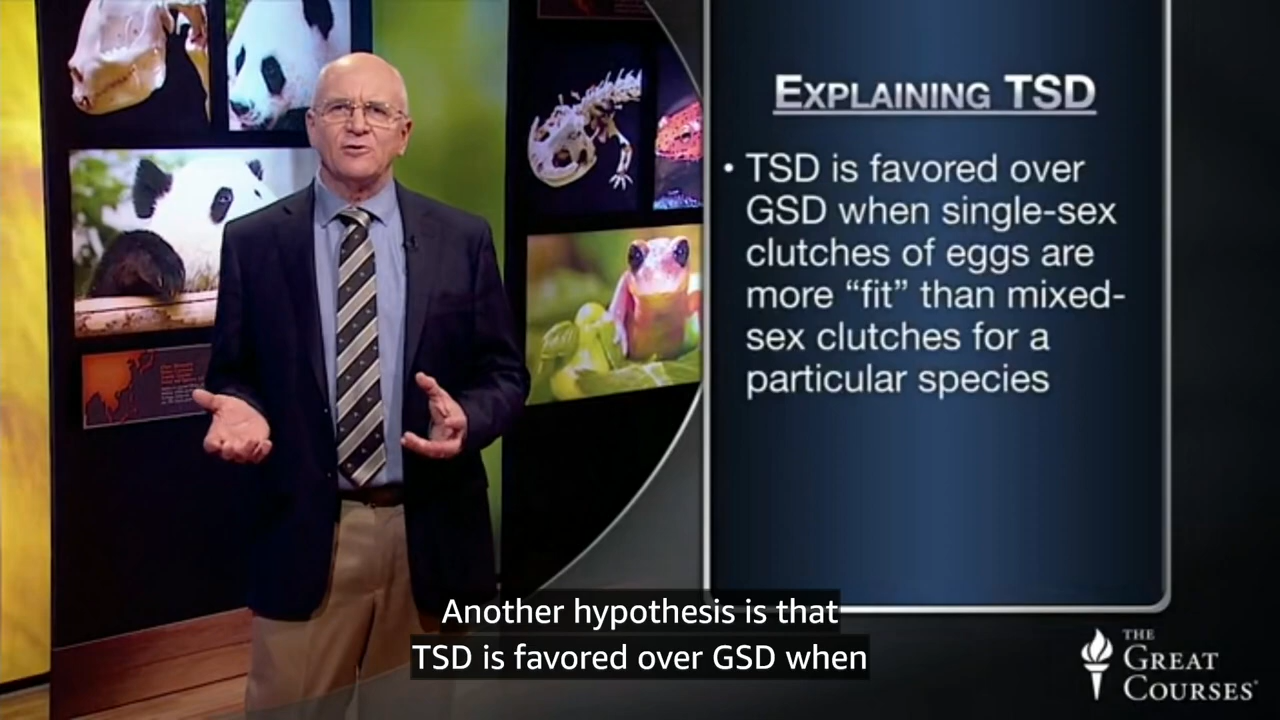 EXPLAINING TSD
• TSD is favored over
GSD when single-sex
clutches of eggs are
more “fit” than mixed-
sex clutches for a
particular species
Another hypothesis is that
TSD is favored over GSD when
THE
GREAT
COURSES